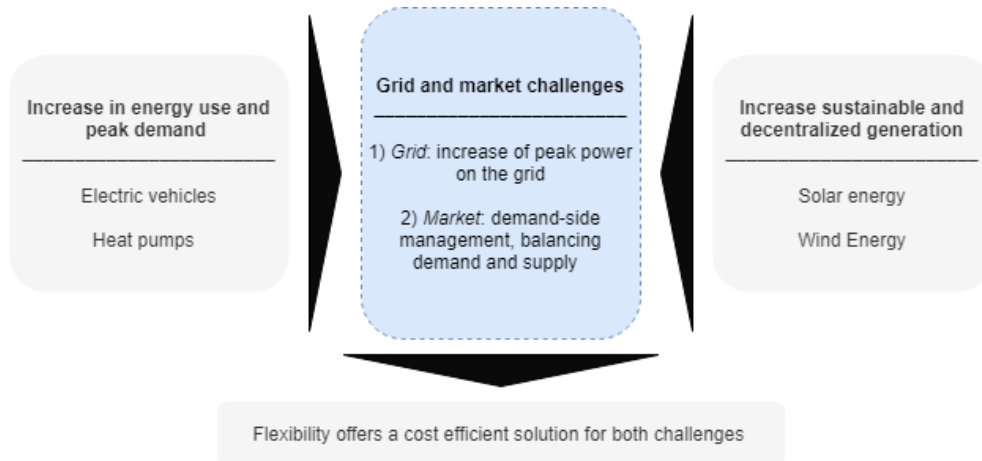 Increase in energy use and
peak demand
Electric vehicles
Heat pumps
Grid and market challenges
1) Grid: increase of peak power
on the grid
2) Market: demand-side
management, balancing
demand and supply
Increase sustainable and
decentralized generation
Solar energy
Wind Energy
Flexibility offers a cost efficient solution for both challenges